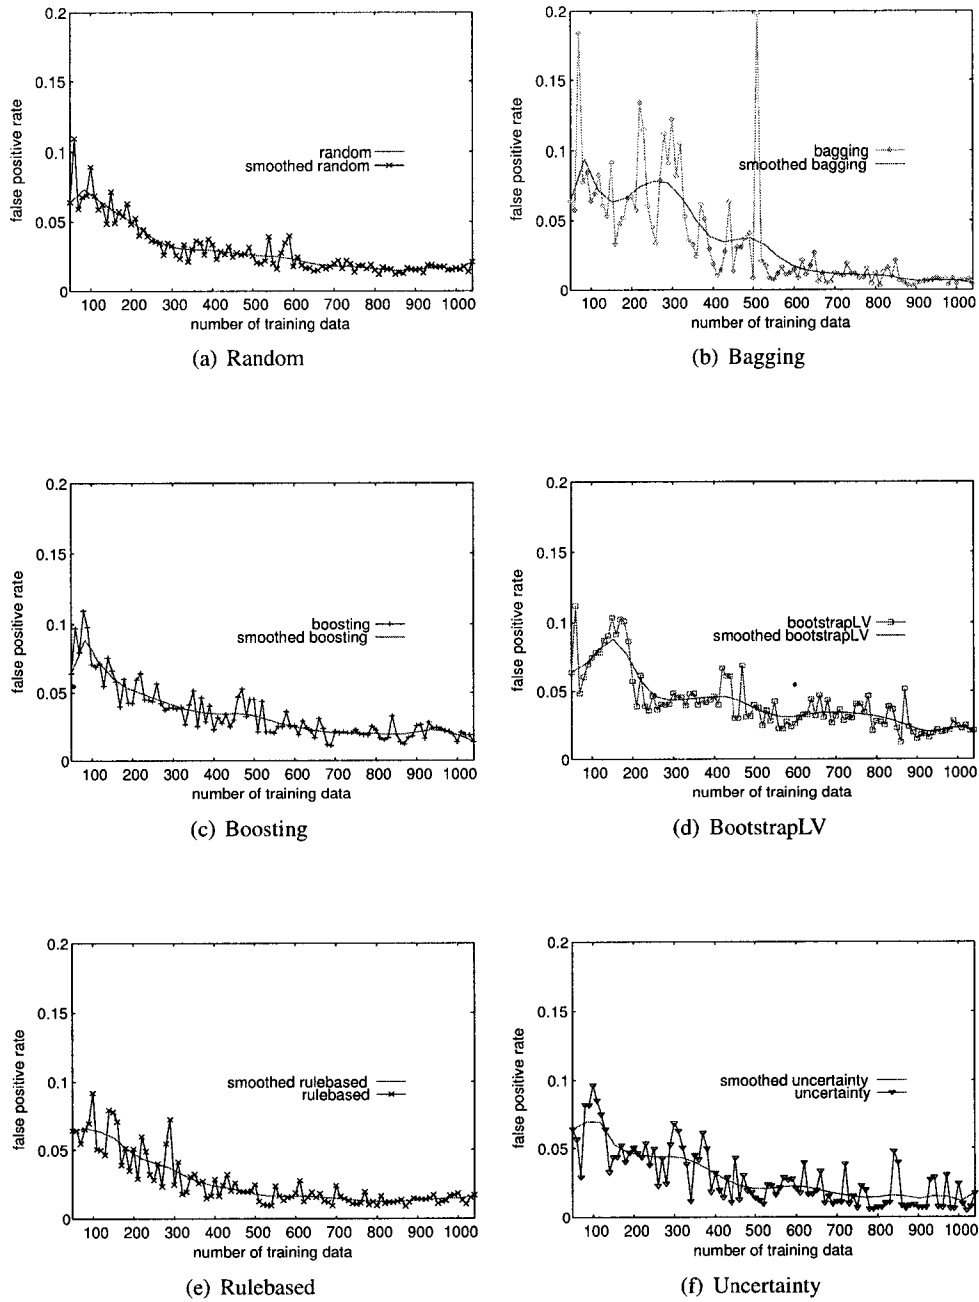 0.2
0.15
0.1
0.05
0
false positive rate
random
smoothed random
100 200 300 400 500 600 700 800 900 1000
number of training data
(a) Random
0.2
0.15
0.1
0.05
0
false positive rate
bagging
smoothed bagging
100 200 300 400 500 600 700 800 900 1000
number of training data
(b) Bagging
0.2
0.15
0.1
0.05
0
false positive rate
boosting
smoothed boosting
100 200 300 400 500 600 700 800 900 1000
number of training data
(c) Boosting
0.2
0.15
0.1
0.05
0
false positive rate
bootstrapLV
smoothed bootstrapLV
100 200 300 400 500 600 700 800 900 1000
number of training data
(d) BootstrapLV
0.2
0.15
0.1
0.05
0
false positive rate
smoothed rulebased
rulebased
100 200 300 400 500 600 700 800 900 1000
number of training data
(e) Rulebased
0.2
0.15
0.1
0.05
0
false positive rate
smoothed uncertainty
uncertainty
100 200 300 400 500 600 700 800 900 1000
number of training data
(f) Uncertainty